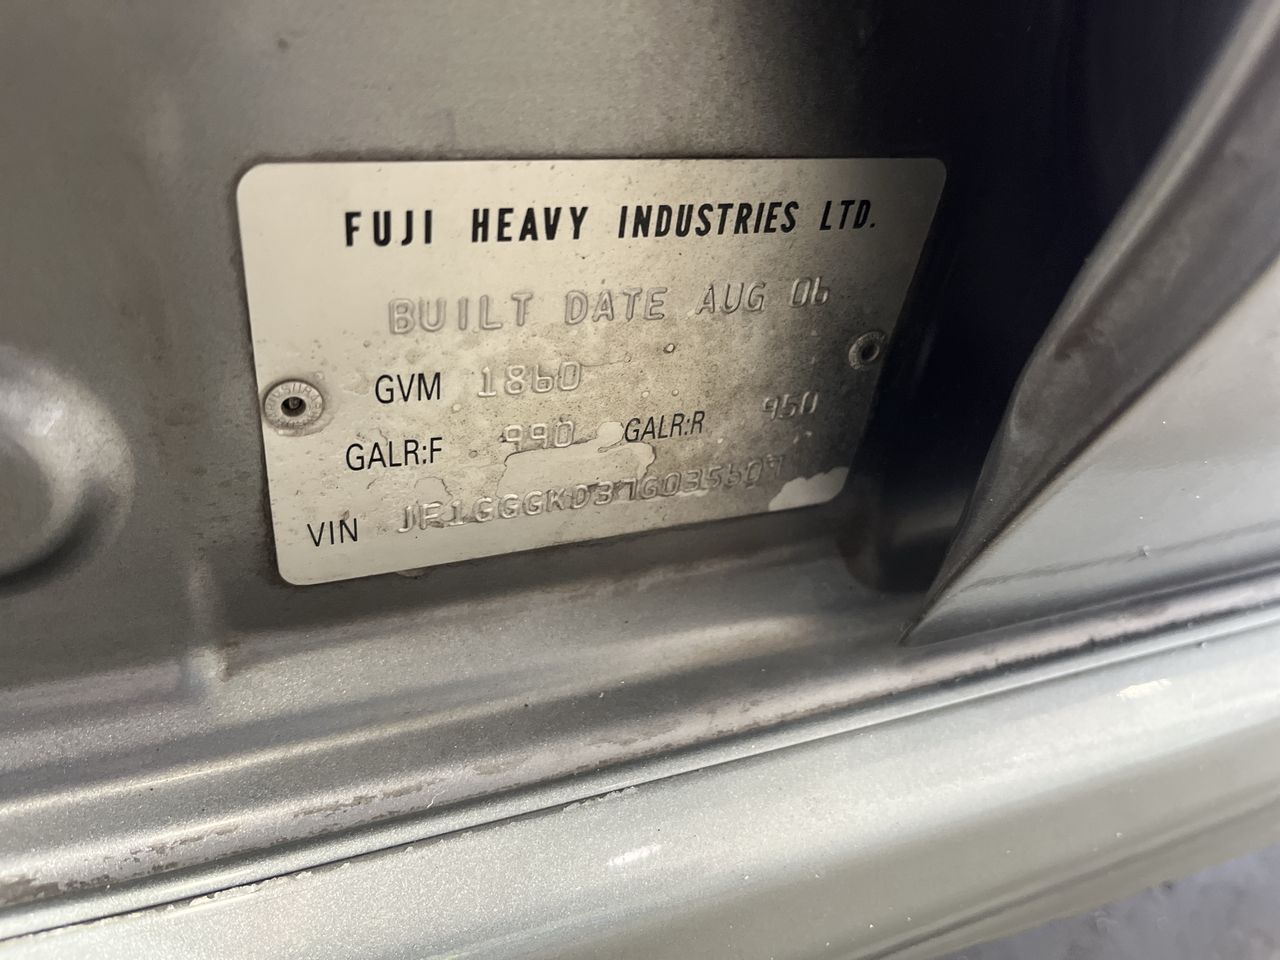 FUJI HEAVY INDUSTRIES LTD.
BUILT DATE AUG 06
GVM 1860
GALR:F 990 GALR:R 950
VIN JF1GGGKD37G035607